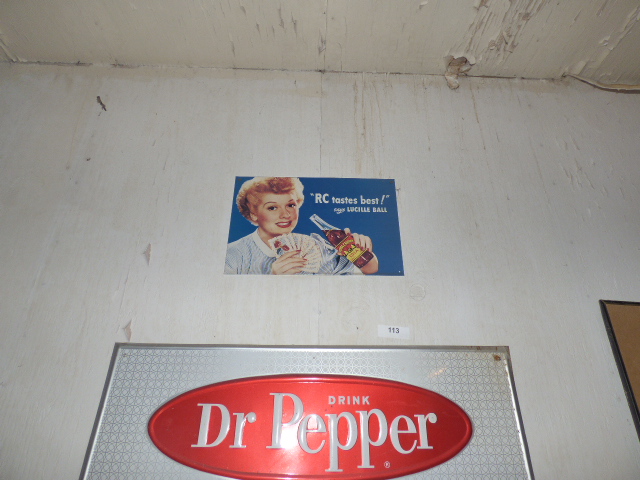 "RC tastes best!"
says LUCILLE BALL
113
DRINK
Dr Pepper
®